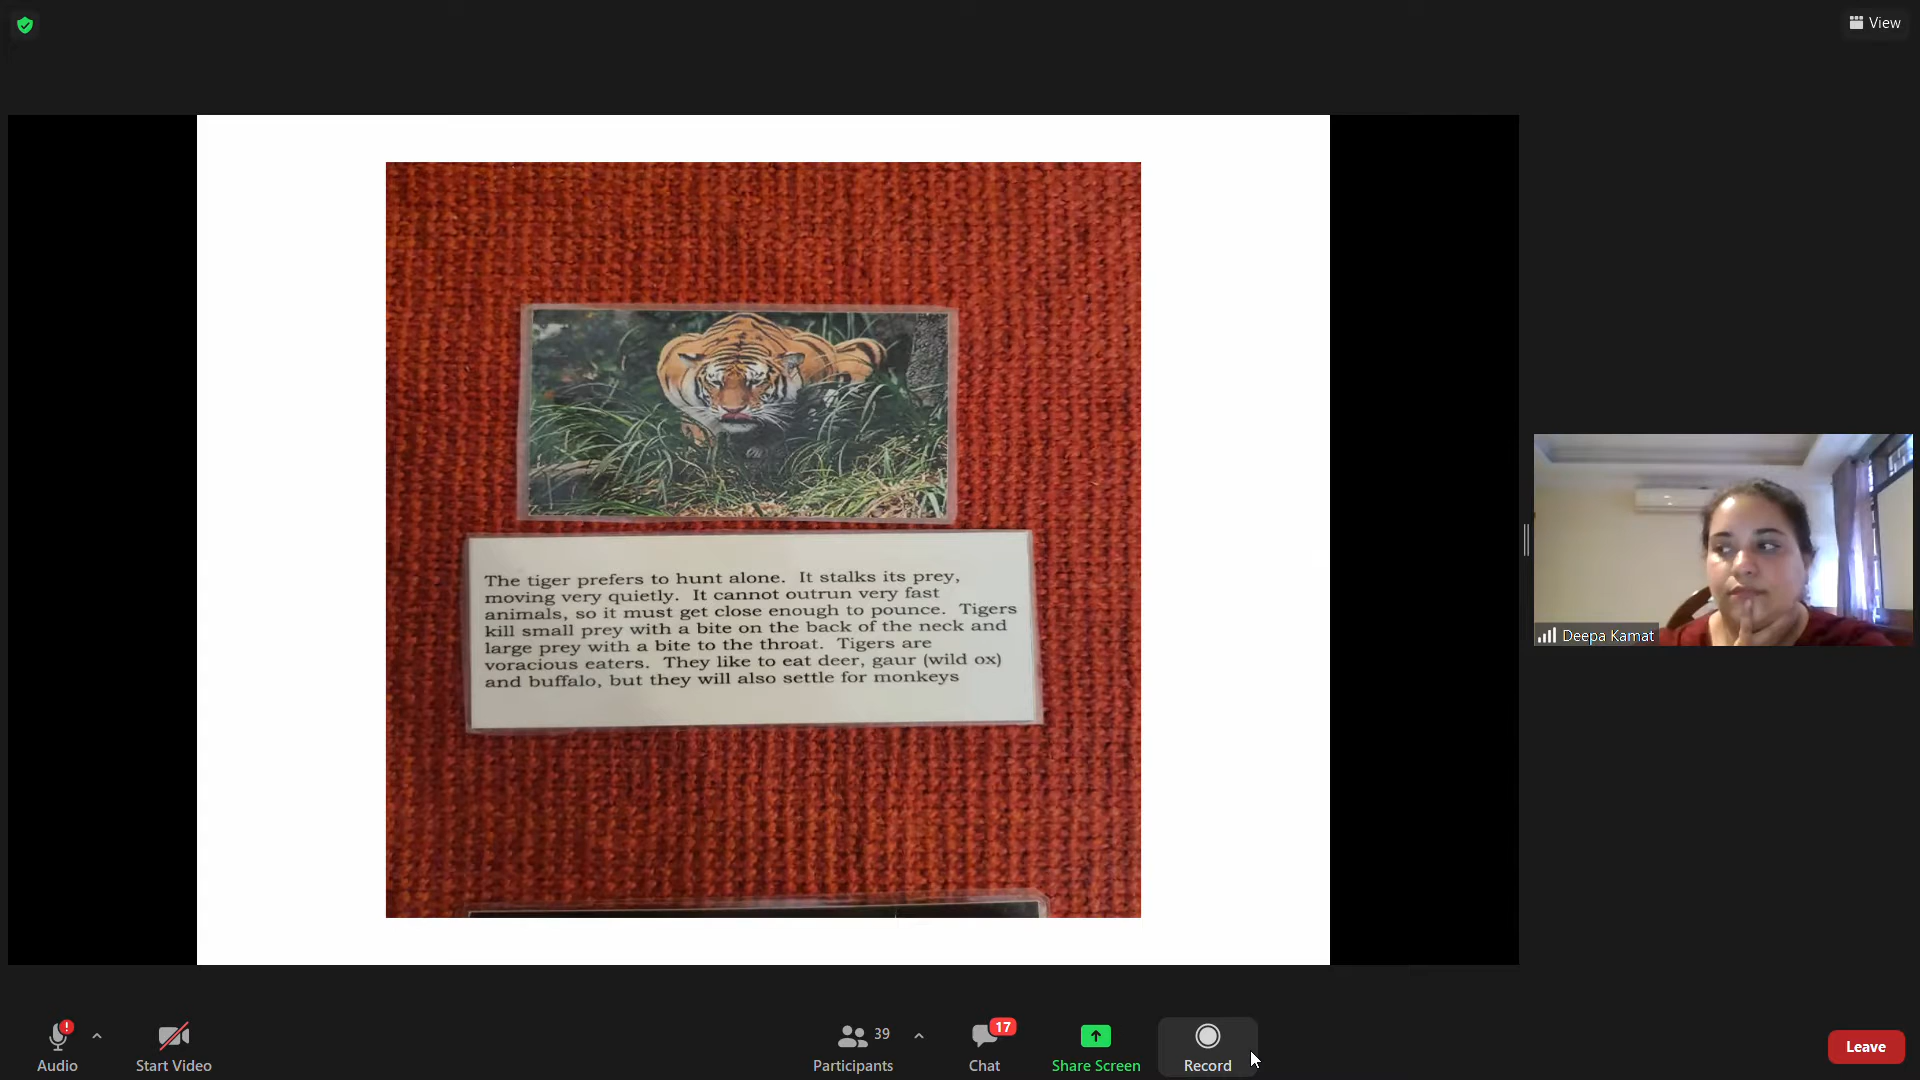 View
The tiger prefers to hunt alone. It stalks its prey,
moving very quietly. It cannot outrun very fast
animals, so it must get close enough to pounce. Tigers
kill small prey with a bite on the back of the neck and
large prey with a bite to the throat. Tigers are
voracious eaters. They like to eat deer, gaur (wild ox)
and buffalo, but they will also settle for monkeys
Deepa Kamat
Audio
Start Video
39
Participants
17
Chat
Share Screen
Record
Leave